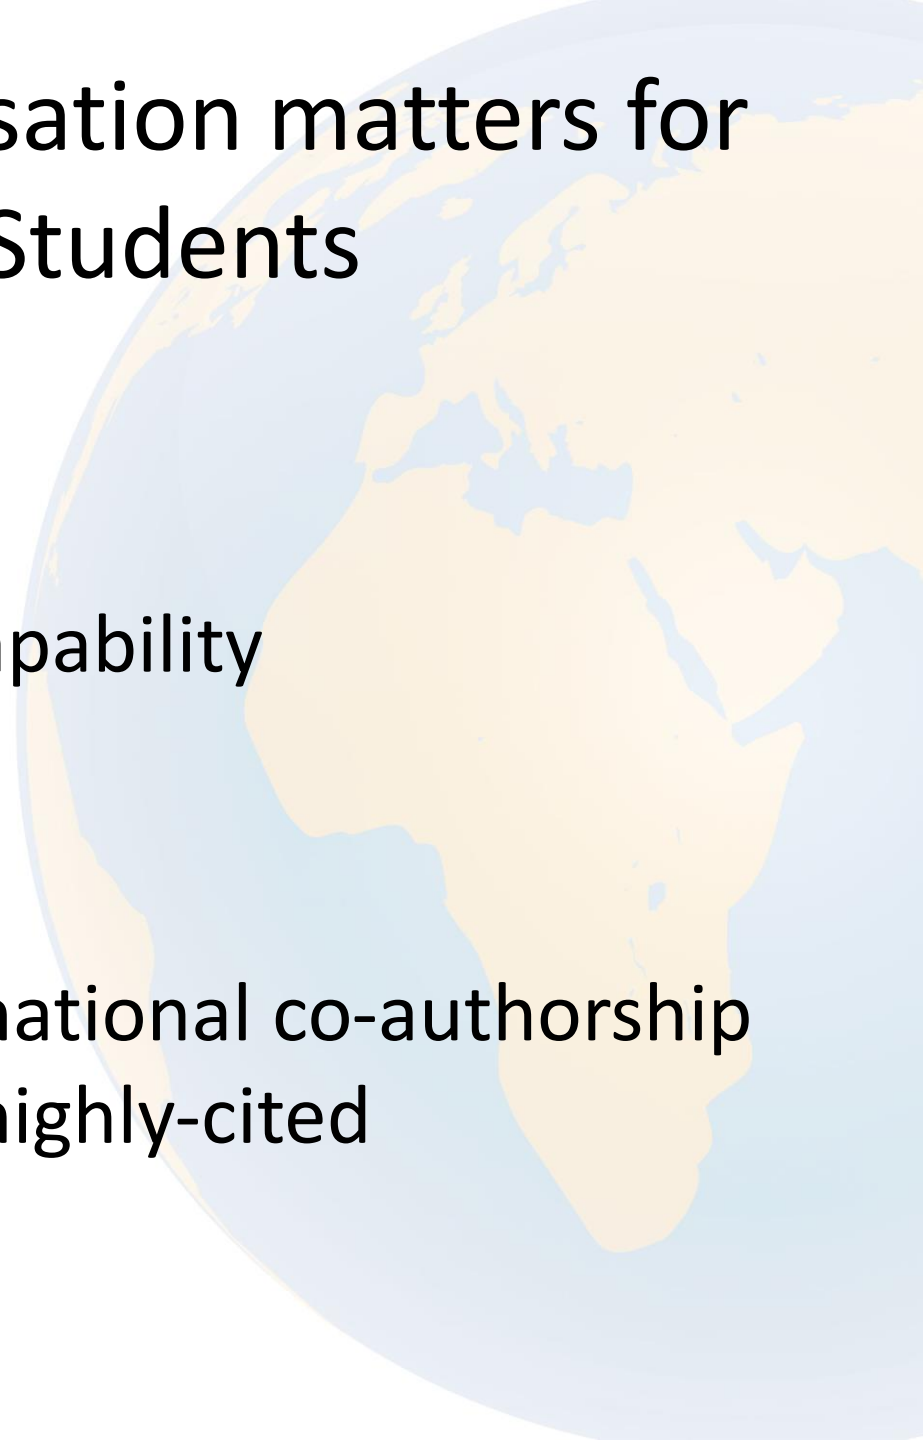 sation matters for
Students
pability
national co-authorship
highly-cited